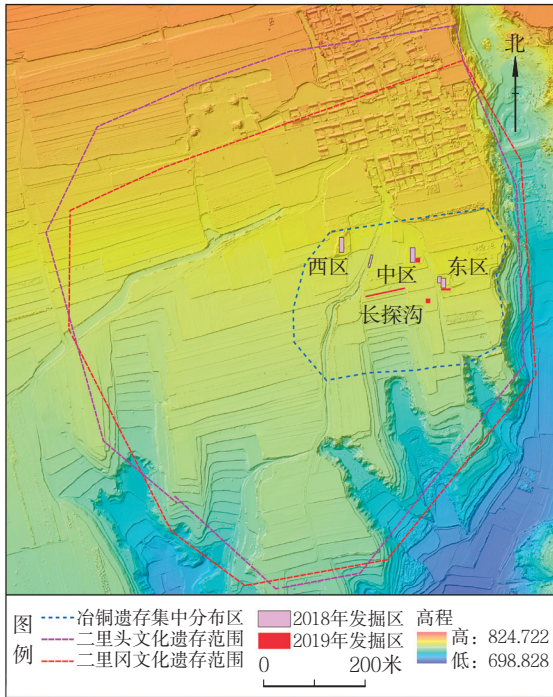 北
西区
中区
东区
长探沟
图例
冶铜遗存集中分布区
二里头文化遗存范围
二里冈文化遗存范围
2018年发掘区
2019年发掘区
0 200米
高程
高：824.722
低：698.828